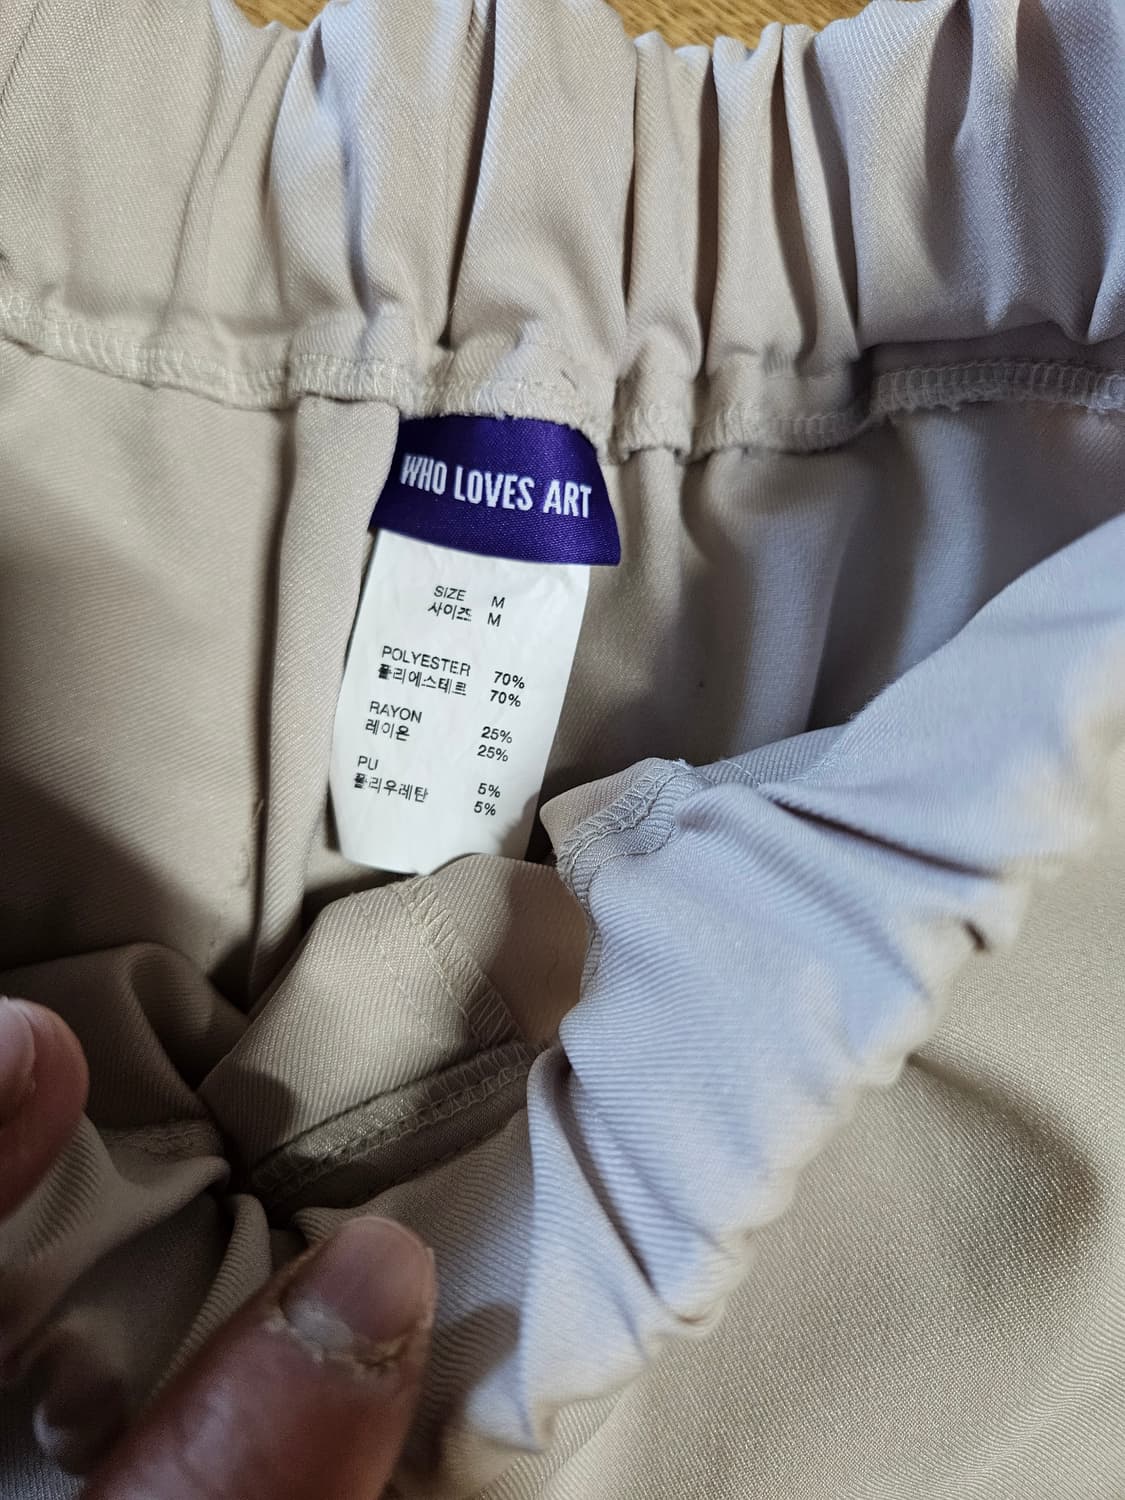 WHO LOVES ART
SIZE M
사이즈 M
POLYESTER 70%
폴리에스테르 70%
RAYON 25%
레이온 25%
PU 5%
폴리우레탄 5%